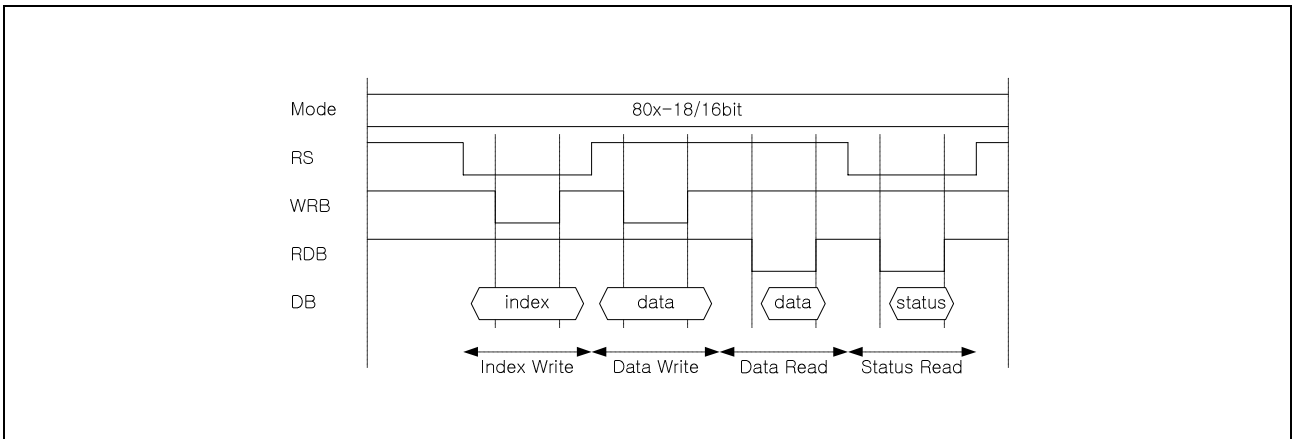 Mode 80x-18/16bit
RS
WRB
RDB
DB index data data status
Index Write Data Write Data Read Status Read